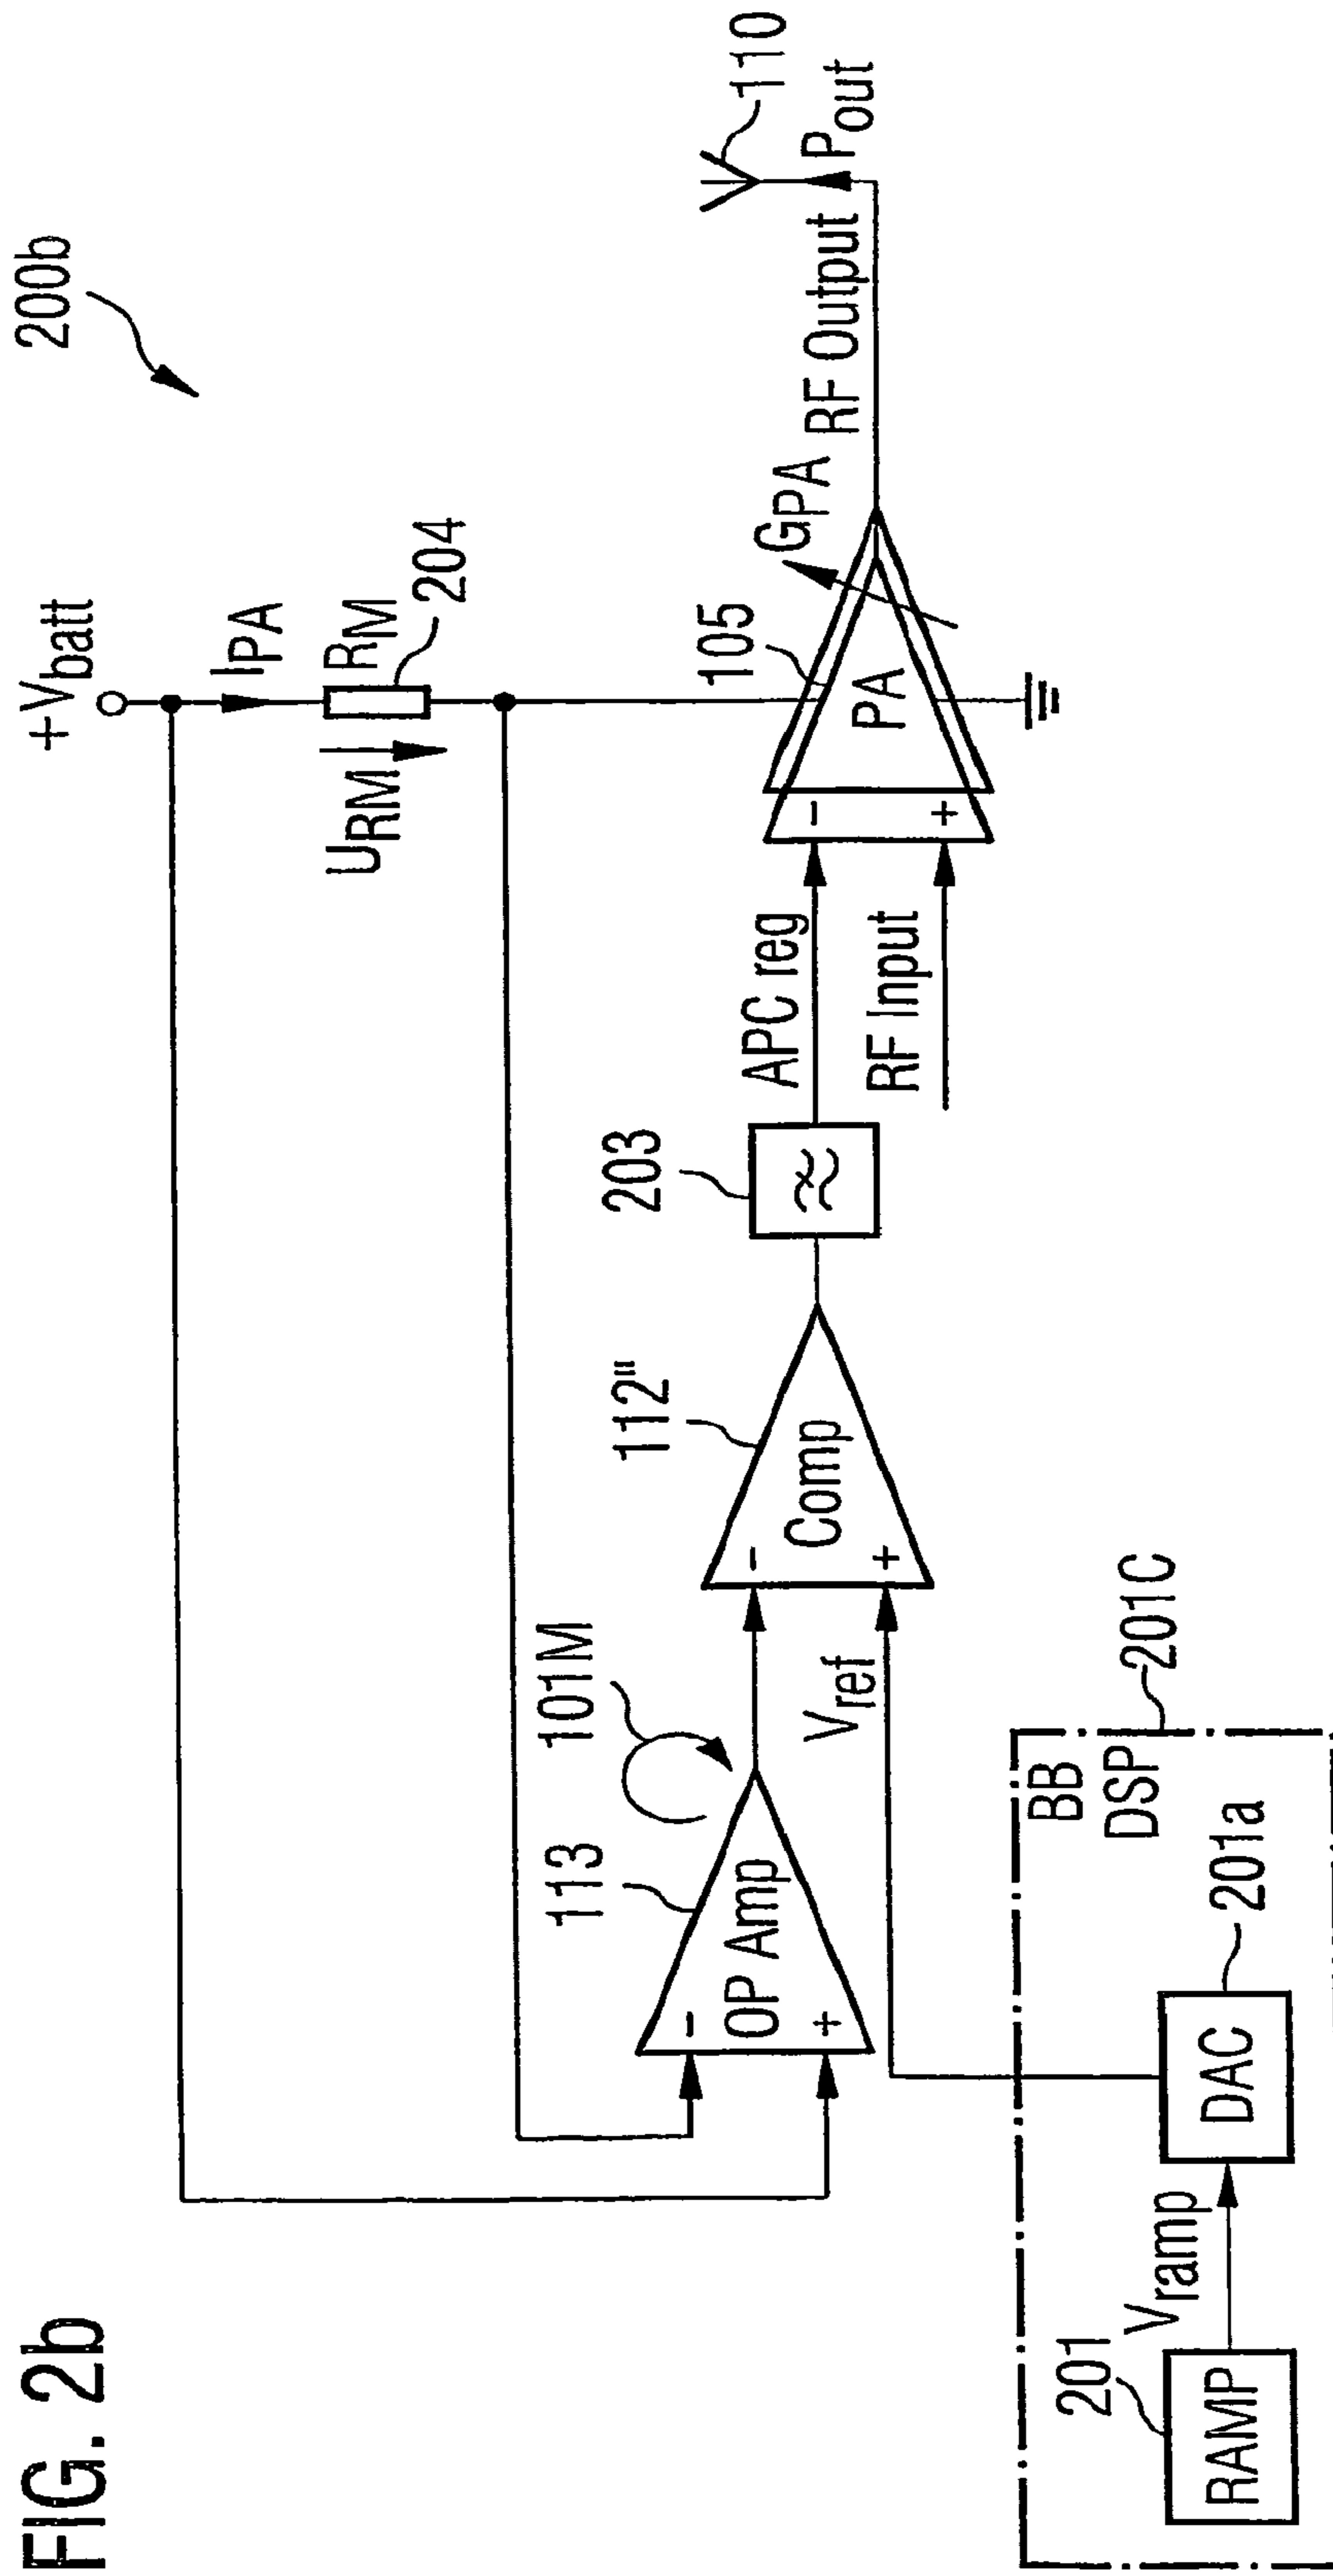 FIG. 2b
200b
+Vbatt
IPA
RM
URM
204
GPA
105
PA
-
+
RF Output
Pout
110
APC reg
RF Input
203
112"
Comp
-
+
101M
113
OP Amp
-
+
Vref
201C
BB
DSP
201a
DAC
Vramp
201
RAMP